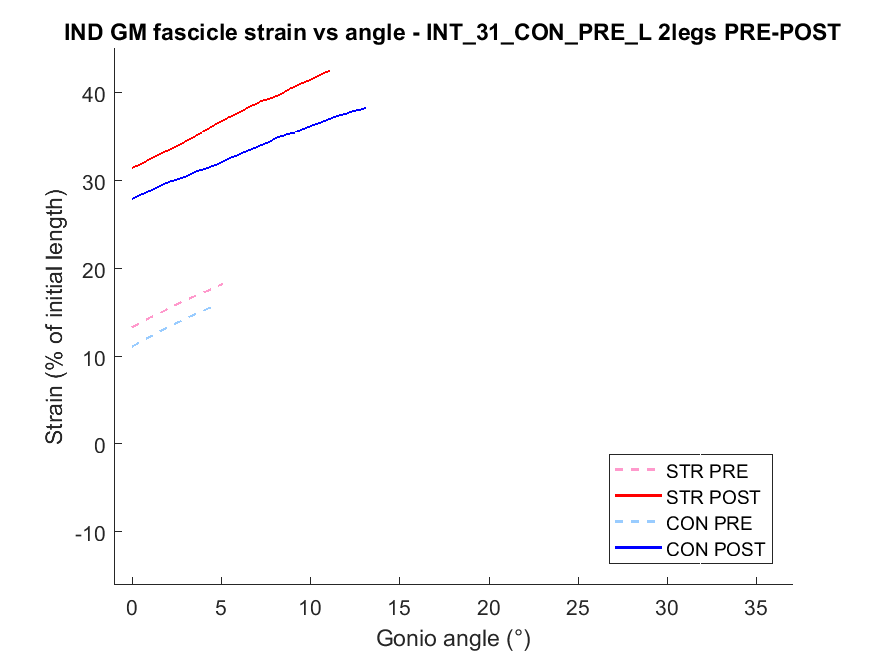 IND GM fascicle strain vs angle - INT_31_CON_PRE_L 2legs PRE-POST
Strain (% of initial length)
40
30
20
10
0
-10
0 5 10 15 20 25 30 35
Gonio angle (°)
STR PRE
STR POST
CON PRE
CON POST